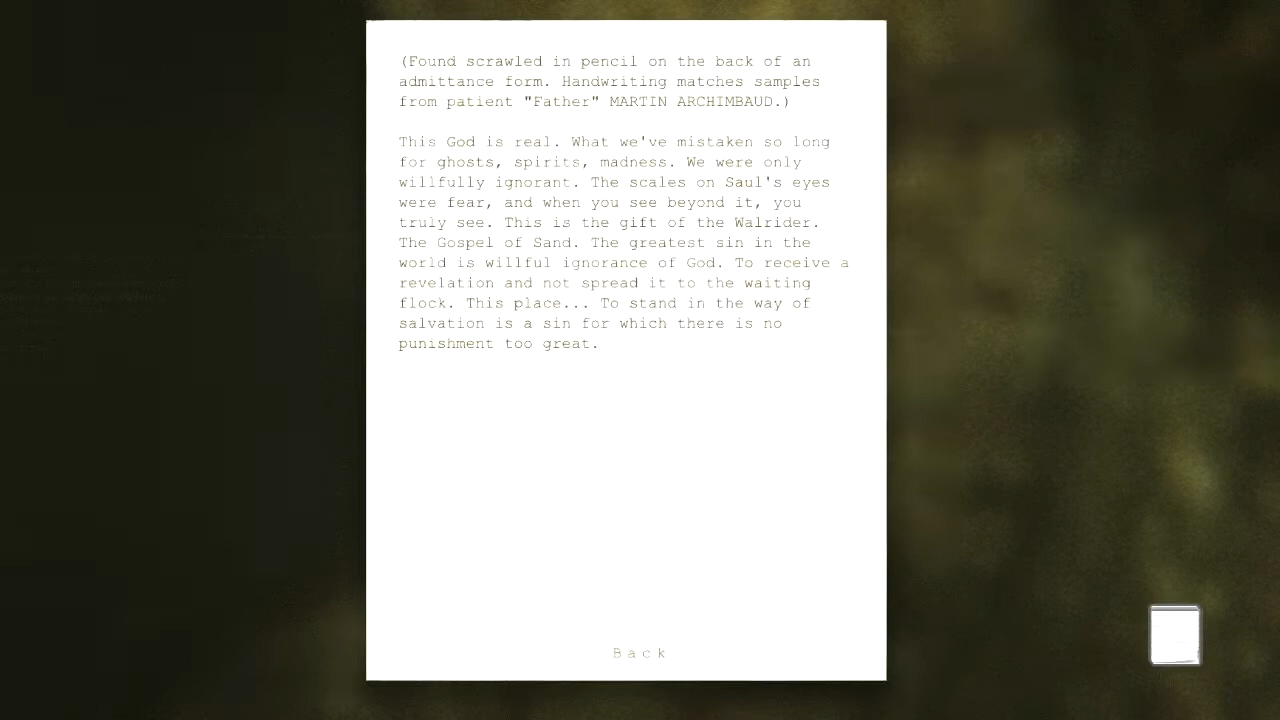 (Found scrawled in pencil on the back of an
admittance form. Handwriting matches samples
from patient "Father" MARTIN ARCHIMBAUD.)
This God is real. What we've mistaken so long
for ghosts, spirits, madness. We were only
willfully ignorant. The scales on Saul's eyes
were fear, and when you see beyond it, you
truly see. This is the gift of the Walrider.
The Gospel of Sand. The greatest sin in the
world is willful ignorance of God. To receive a
revelation and not spread it to the waiting
flock. This place... To stand in the way of
salvation is a sin for which there is no
punishment too great.
Back